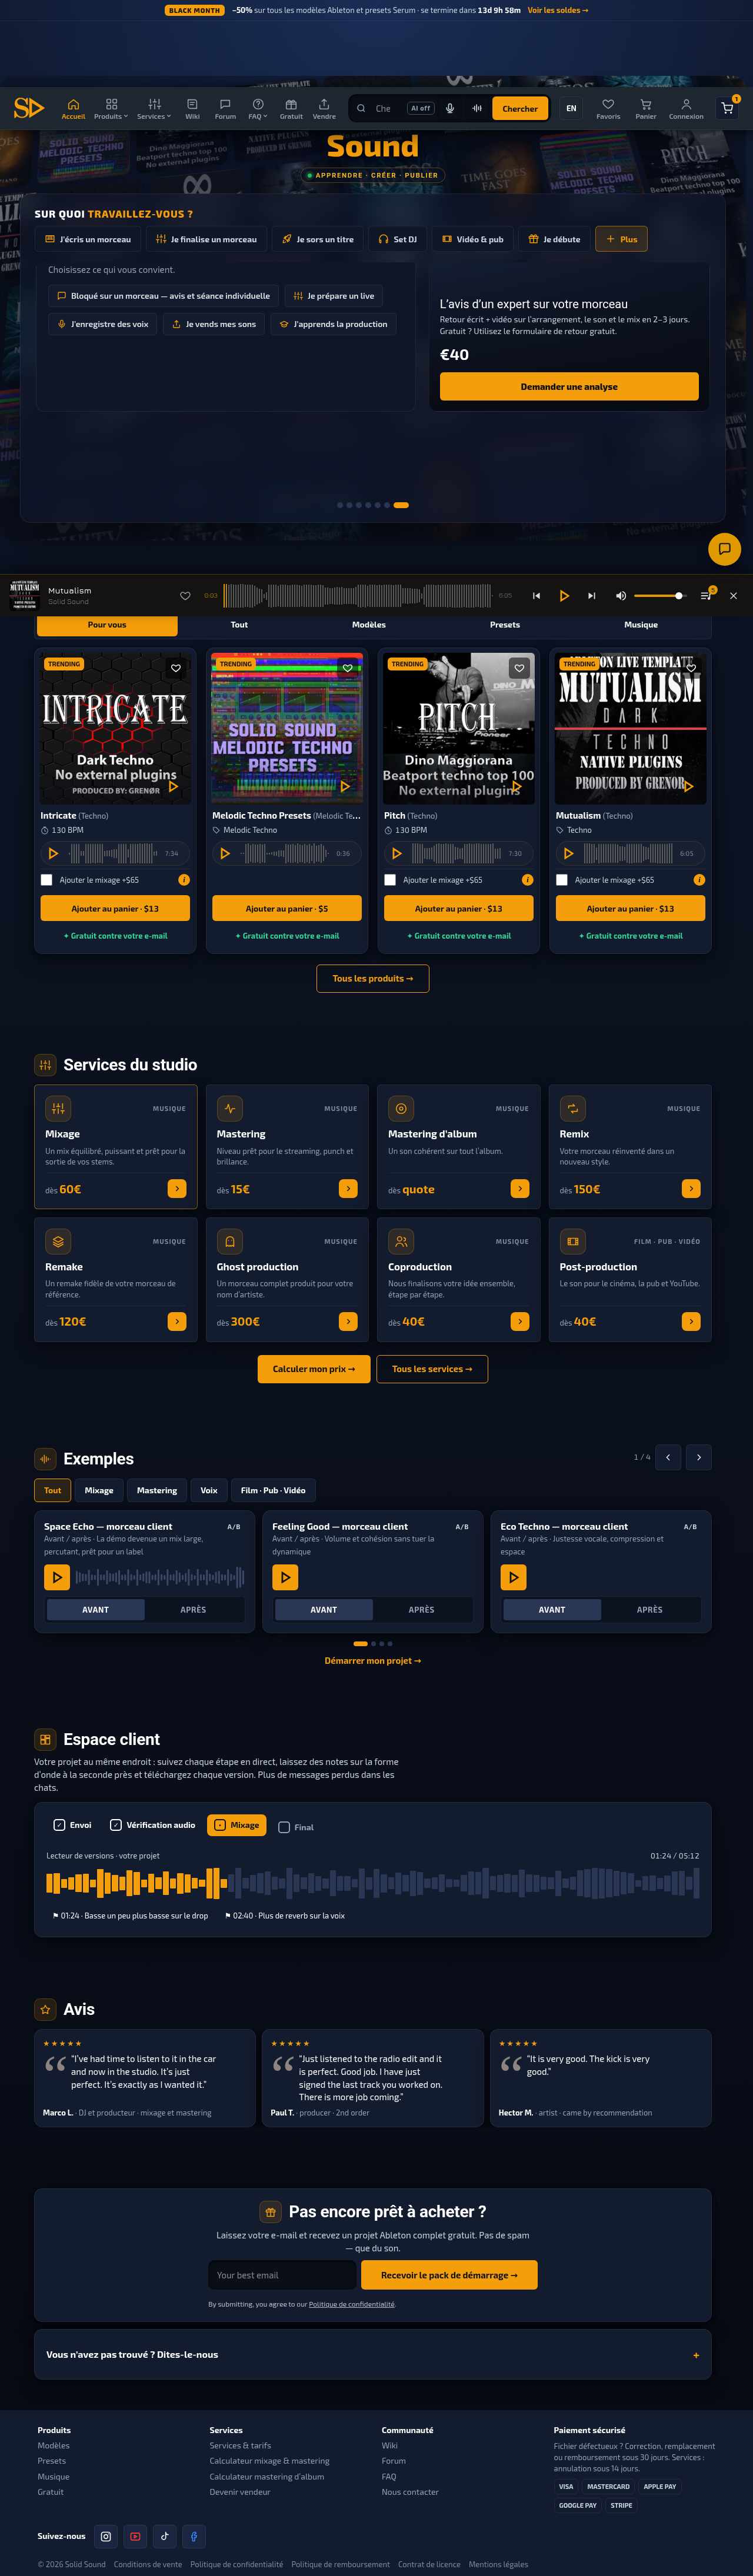 BLACK MONTH −50% sur tous les modèles Ableton et presets Serum · se termine dans 13d 9h 58m Voir les soldes →
Accueil Produits Services Wiki Forum FAQ Gratuit Vendre Che AI off Chercher EN Favoris Panier Connexion 1
Sound
APPRENDRE · CRÉER · PUBLIER
SUR QUOI TRAVAILLEZ-VOUS ?
J’écris un morceau Je finalise un morceau Je sors un titre Set DJ Vidéo & pub Je débute Plus
Choisissez ce qui vous convient.
Bloqué sur un morceau — avis et séance individuelle Je prépare un live
J’enregistre des voix Je vends mes sons J’apprends la production
L’avis d’un expert sur votre morceau
Retour écrit + vidéo sur l’arrangement, le son et le mix en 2–3 jours.
Gratuit ? Utilisez le formulaire de retour gratuit.
€40
Demander une analyse
Mutualism
Solid Sound
0:03 6:05
Pour vous Tout Modèles Presets Musique
TRENDING
INTRICATE
Dark Techno
No external plugins
PRODUCED BY: GRENØR
Intricate (Techno)
130 BPM
7:34
Ajouter le mixage +$65
Ajouter au panier · $13
✦ Gratuit contre votre e-mail
TRENDING
SOLID SOUND
MELODIC TECHNO
PRESETS
Melodic Techno Presets (Melodic Te...
Melodic Techno
0:36
Ajouter au panier · $5
✦ Gratuit contre votre e-mail
TRENDING
PITCH
Pioneer
Dino Maggiorana
Beatport techno top 100
No external plugins
Pitch (Techno)
130 BPM
7:30
Ajouter le mixage +$65
Ajouter au panier · $13
✦ Gratuit contre votre e-mail
TRENDING
LIVE TEMPLATE
MUTUALISM
DARK
TECHNO
NATIVE PLUGINS
PRODUCED BY GRENOR
Mutualism (Techno)
Techno
6:05
Ajouter le mixage +$65
Ajouter au panier · $13
✦ Gratuit contre votre e-mail
Tous les produits →
Services du studio
MUSIQUE
Mixage
Un mix équilibré, puissant et prêt pour la
sortie de vos stems.
dès 60€
MUSIQUE
Mastering
Niveau prêt pour le streaming, punch et
brillance.
dès 15€
MUSIQUE
Mastering d’album
Un son cohérent sur tout l’album.
dès quote
MUSIQUE
Remix
Votre morceau réinventé dans un
nouveau style.
dès 150€
MUSIQUE
Remake
Un remake fidèle de votre morceau de
référence.
dès 120€
MUSIQUE
Ghost production
Un morceau complet produit pour votre
nom d’artiste.
dès 300€
MUSIQUE
Coproduction
Nous finalisons votre idée ensemble,
étape par étape.
dès 40€
FILM · PUB · VIDÉO
Post-production
Le son pour le cinéma, la pub et YouTube.
dès 40€
Calculer mon prix → Tous les services →
Exemples
1 / 4
Tout Mixage Mastering Voix Film · Pub · Vidéo
Space Echo — morceau client A/B
Avant / après · La démo devenue un mix large,
percutant, prêt pour un label
AVANT APRÈS
Feeling Good — morceau client A/B
Avant / après · Volume et cohésion sans tuer la
dynamique
AVANT APRÈS
Eco Techno — morceau client A/B
Avant / après · Justesse vocale, compression et
espace
AVANT APRÈS
Démarrer mon projet →
Espace client
Votre projet au même endroit : suivez chaque étape en direct, laissez des notes sur la forme
d’onde à la seconde près et téléchargez chaque version. Plus de messages perdus dans les
chats.
Envoi Vérification audio Mixage Final
Lecteur de versions · votre projet 01:24 / 05:12
01:24 · Basse un peu plus basse sur le drop 02:40 · Plus de reverb sur la voix
Avis
★★★★★
“I’ve had time to listen to it in the car
and now in the studio. It’s just
perfect. It’s exactly as I wanted it.”
Marco L. · DJ et producteur · mixage et mastering
★★★★★
“Just listened to the radio edit and it
is perfect. Good job. I have just
signed the last track you worked on.
There is more job coming.”
Paul T. · producer · 2nd order
★★★★★
“It is very good. The kick is very
good.”
Hector M. · artist · came by recommendation
Pas encore prêt à acheter ?
Laissez votre e-mail et recevez un projet Ableton complet gratuit. Pas de spam
— que du son.
Your best email Recevoir le pack de démarrage →
By submitting, you agree to our Politique de confidentialité.
Vous n’avez pas trouvé ? Dites-le-nous +
Produits
Modèles
Presets
Musique
Gratuit
Services
Services & tarifs
Calculateur mixage & mastering
Calculateur mastering d’album
Devenir vendeur
Communauté
Wiki
Forum
FAQ
Nous contacter
Paiement sécurisé
Fichier défectueux ? Correction, remplacement
ou remboursement sous 30 jours. Services :
annulation sous 14 jours.
VISA MASTERCARD APPLE PAY
GOOGLE PAY STRIPE
Suivez-nous
© 2026 Solid Sound Conditions de vente Politique de confidentialité Politique de remboursement Contrat de licence Mentions légales